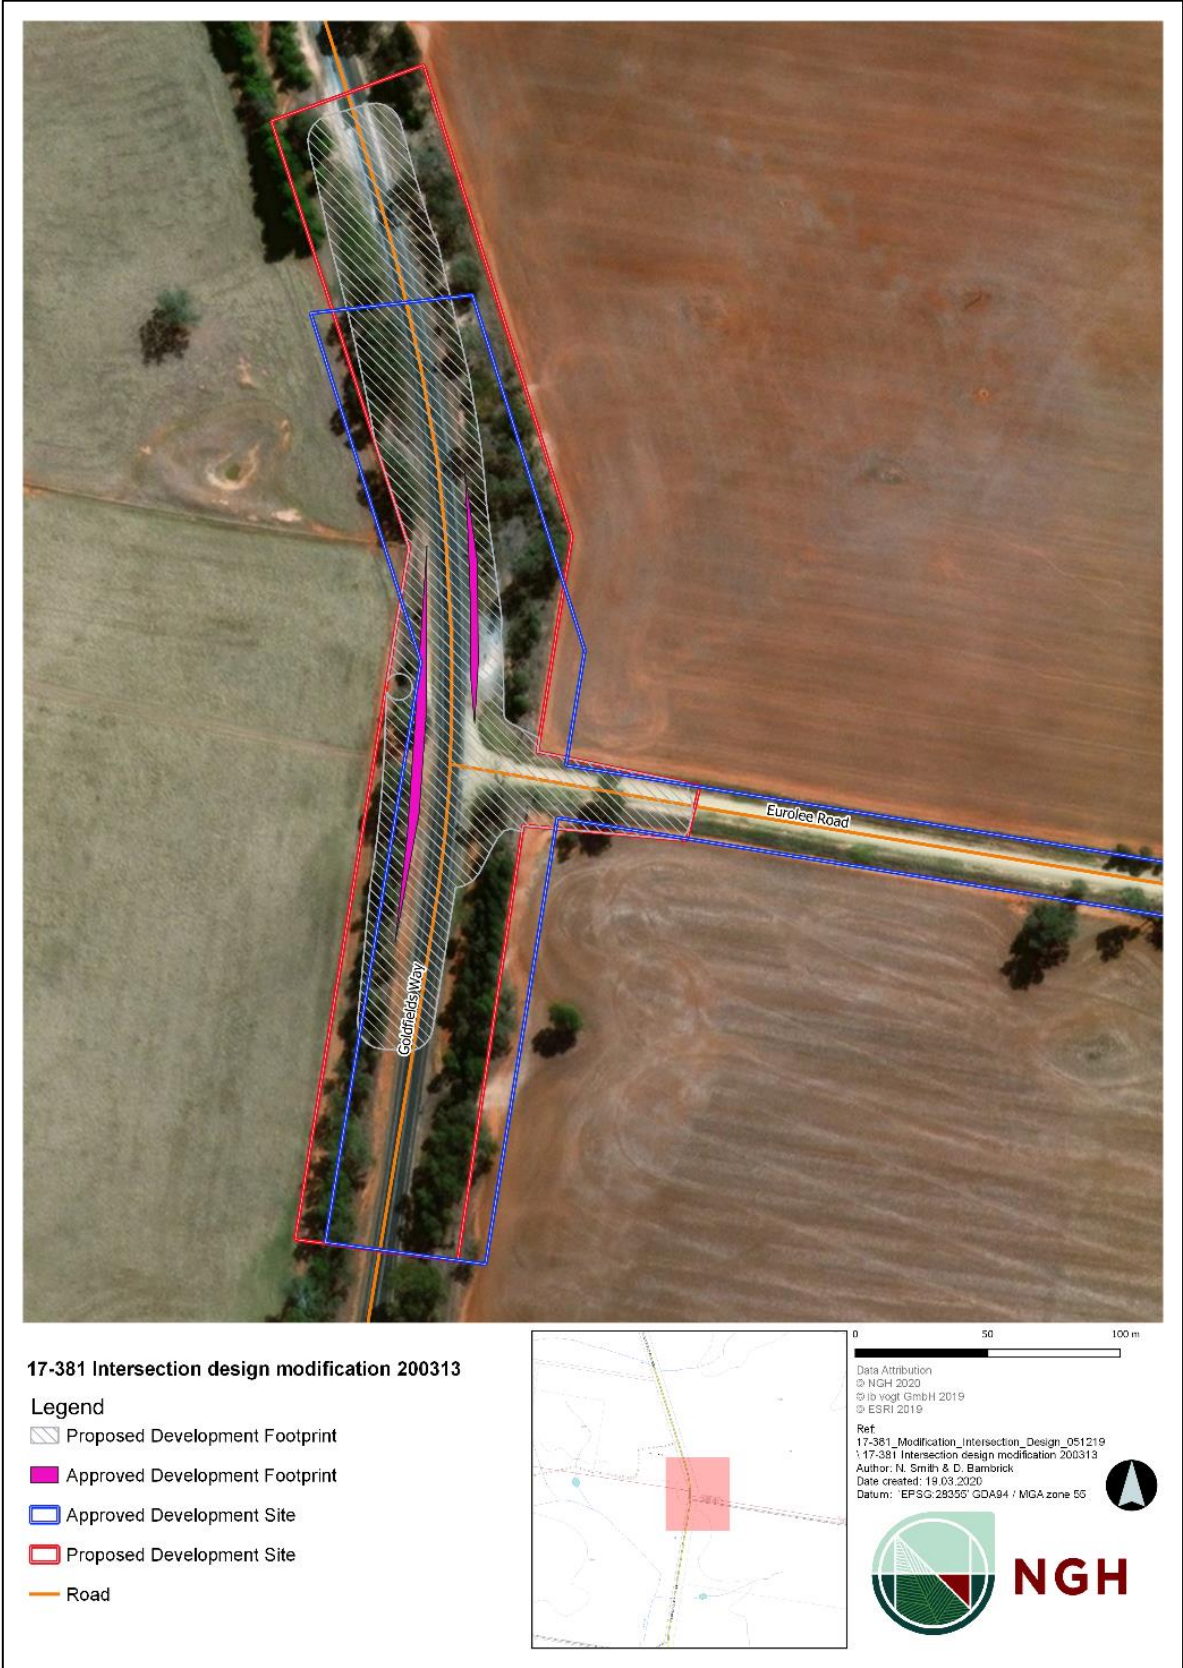 Eurolee Road
Goldfields Way
17-381 Intersection design modification 200313
Legend
Proposed Development Footprint
Approved Development Footprint
Approved Development Site
Proposed Development Site
Road
0 50 100 m
Data Attribution
© NGH 2020
© ib vogt GmbH 2019
© ESRI 2019
Ref:
17-381_Modification_Intersection_Design_051219
\ 17-381 Intersection design modification 200313
Author: N. Smith & D. Bambrick
Date created: 19.03.2020
Datum: 'EPSG:28355' GDA94 / MGA zone 55
NGH